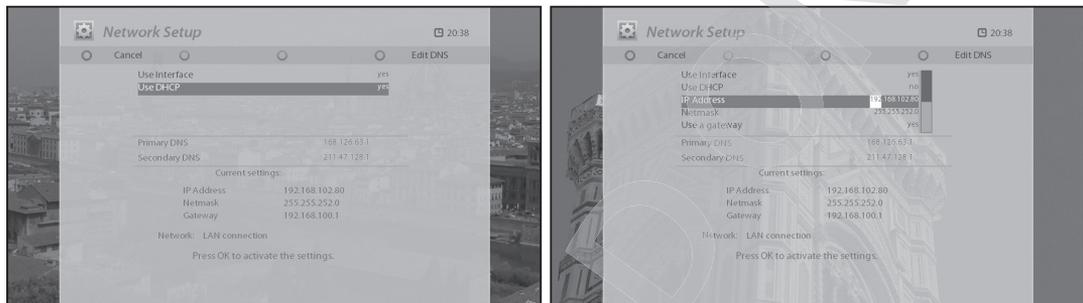 Network Setup
20:38
Cancel
Edit DNS
Use Interface yes
Use DHCP yes
Primary DNS 168.126.63.1
Secondary DNS 211.47.128.1
Current settings:
IP Address 192.168.102.80
Netmask 255.255.252.0
Gateway 192.168.100.1
Network: LAN connection
Press OK to activate the settings.
Network Setup
20:38
Cancel
Edit DNS
Use Interface yes
Use DHCP no
IP Address 192.168.102.80
Netmask 255.255.252.0
Use a gateway yes
Primary DNS 168.126.63.1
Secondary DNS 211.47.128.1
Current settings:
IP Address 192.168.102.80
Netmask 255.255.252.0
Gateway 192.168.100.1
Network: LAN connection
Press OK to activate the settings.